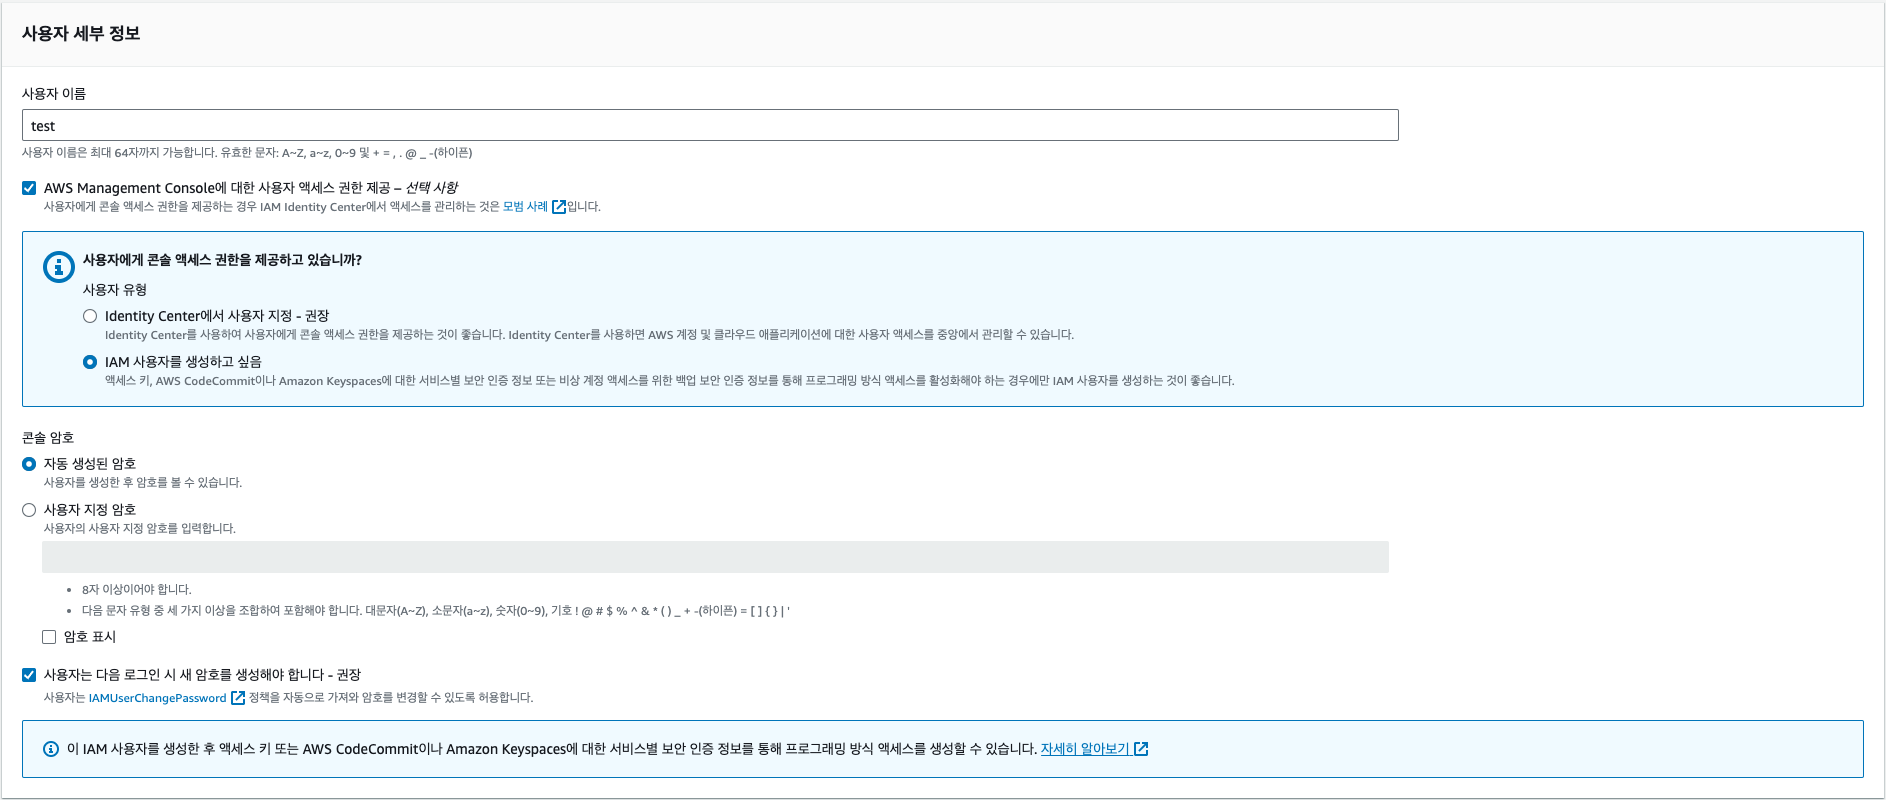 사용자 세부 정보
사용자 이름
test
사용자 이름은 최대 64자까지 가능합니다. 유효한 문자: A~Z, a~z, 0~9 및 + = , . @ _ -(하이픈)
AWS Management Console에 대한 사용자 액세스 권한 제공 – 선택 사항
사용자에게 콘솔 액세스 권한을 제공하는 경우 IAM Identity Center에서 액세스를 관리하는 것은 모범 사례입니다.
사용자에게 콘솔 액세스 권한을 제공하고 있습니까?
사용자 유형
Identity Center에서 사용자 지정 - 권장
Identity Center를 사용하여 사용자에게 콘솔 액세스 권한을 제공하는 것이 좋습니다. Identity Center를 사용하면 AWS 계정 및 클라우드 애플리케이션에 대한 사용자 액세스를 중앙에서 관리할 수 있습니다.
IAM 사용자를 생성하고 싶음
액세스 키, AWS CodeCommit이나 Amazon Keyspaces에 대한 서비스별 보안 인증 정보 또는 비상 계정 액세스를 위한 백업 보안 인증 정보를 통해 프로그래밍 방식 액세스를 활성화해야 하는 경우에만 IAM 사용자를 생성하는 것이 좋습니다.
콘솔 암호
자동 생성된 암호
사용자를 생성한 후 암호를 볼 수 있습니다.
사용자 지정 암호
사용자의 사용자 지정 암호를 입력합니다.
• 8자 이상이어야 합니다.
• 다음 문자 유형 중 세 가지 이상을 조합하여 포함해야 합니다. 대문자(A~Z), 소문자(a~z), 숫자(0~9), 기호 ! @ # $ % ^ & * ( ) _ + -(하이픈) = [ ] { } | '
암호 표시
사용자는 다음 로그인 시 새 암호를 생성해야 합니다 - 권장
사용자는 IAMUserChangePassword 정책을 자동으로 가져와 암호를 변경할 수 있도록 허용합니다.
이 IAM 사용자를 생성한 후 액세스 키 또는 AWS CodeCommit이나 Amazon Keyspaces에 대한 서비스별 보안 인증 정보를 통해 프로그래밍 방식 액세스를 생성할 수 있습니다. 자세히 알아보기